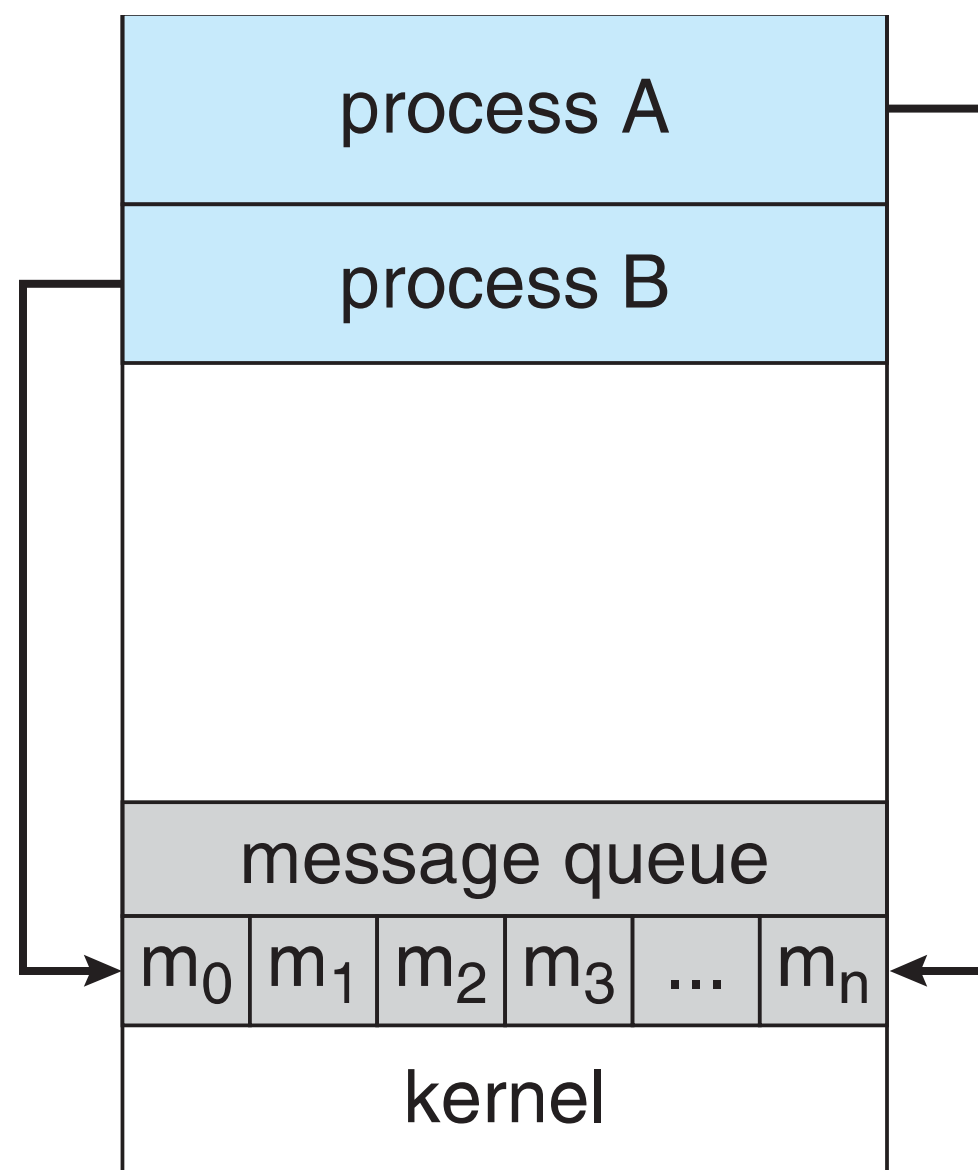 process A
process B
message queue
m₀ m₁ m₂ m₃ ... mₙ
kernel